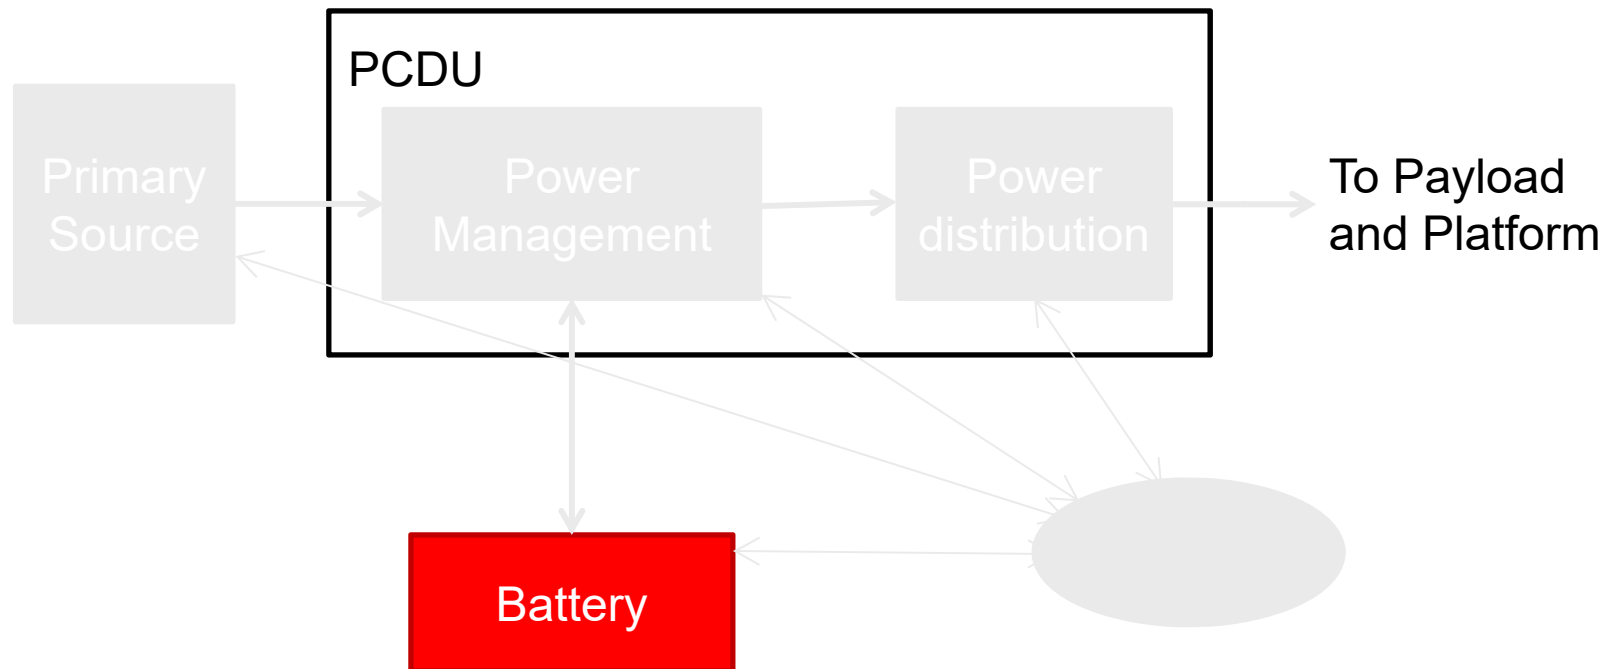 PCDU
Primary
Source
Power
Management
Power
distribution
To Payload
and Platform
Battery